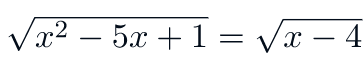 √(x² − 5x + 1) = √(x − 4)